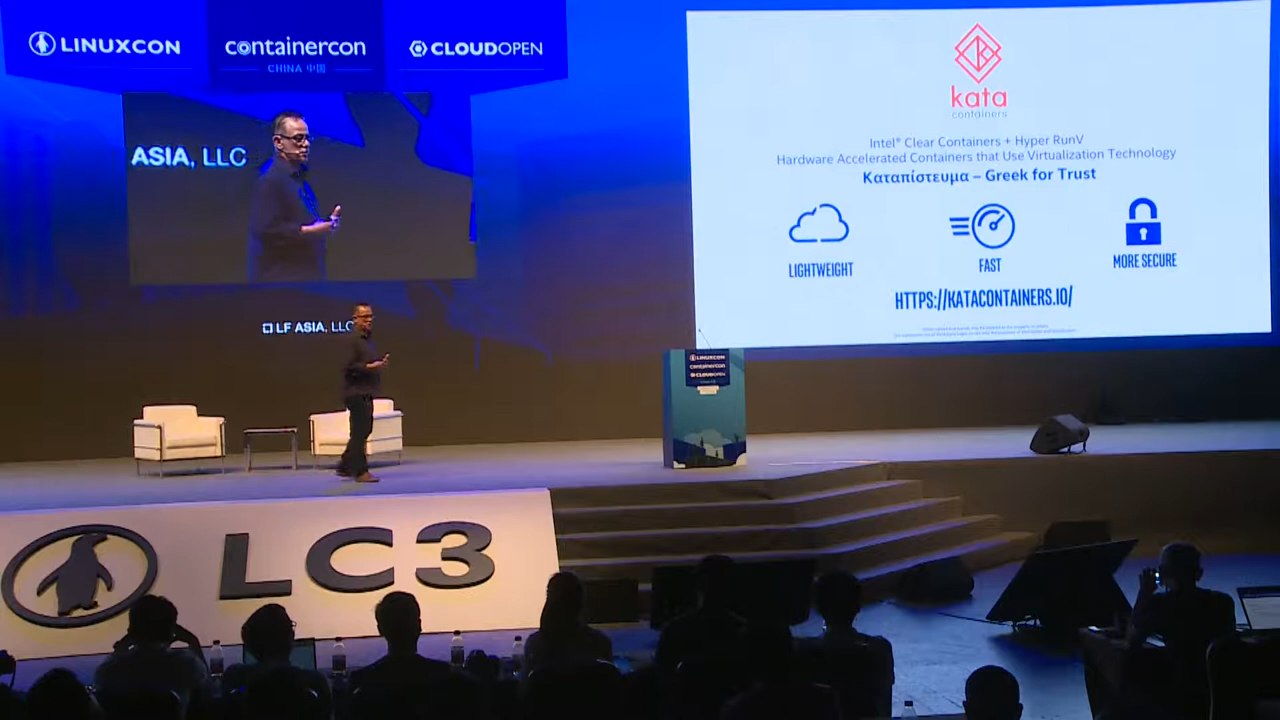 LINUXCON
containercon
CHINA 中国
CLOUDOPEN
ASIA, LLC
LF ASIA, LLC
kata
containers
Intel® Clear Containers + Hyper RunV
Hardware Accelerated Containers that Use Virtualization Technology
Καταπίστευμα – Greek for Trust
LIGHTWEIGHT
FAST
MORE SECURE
HTTPS://KATACONTAINERS.IO/
LINUXCON
containercon
CLOUDOPEN
LC3